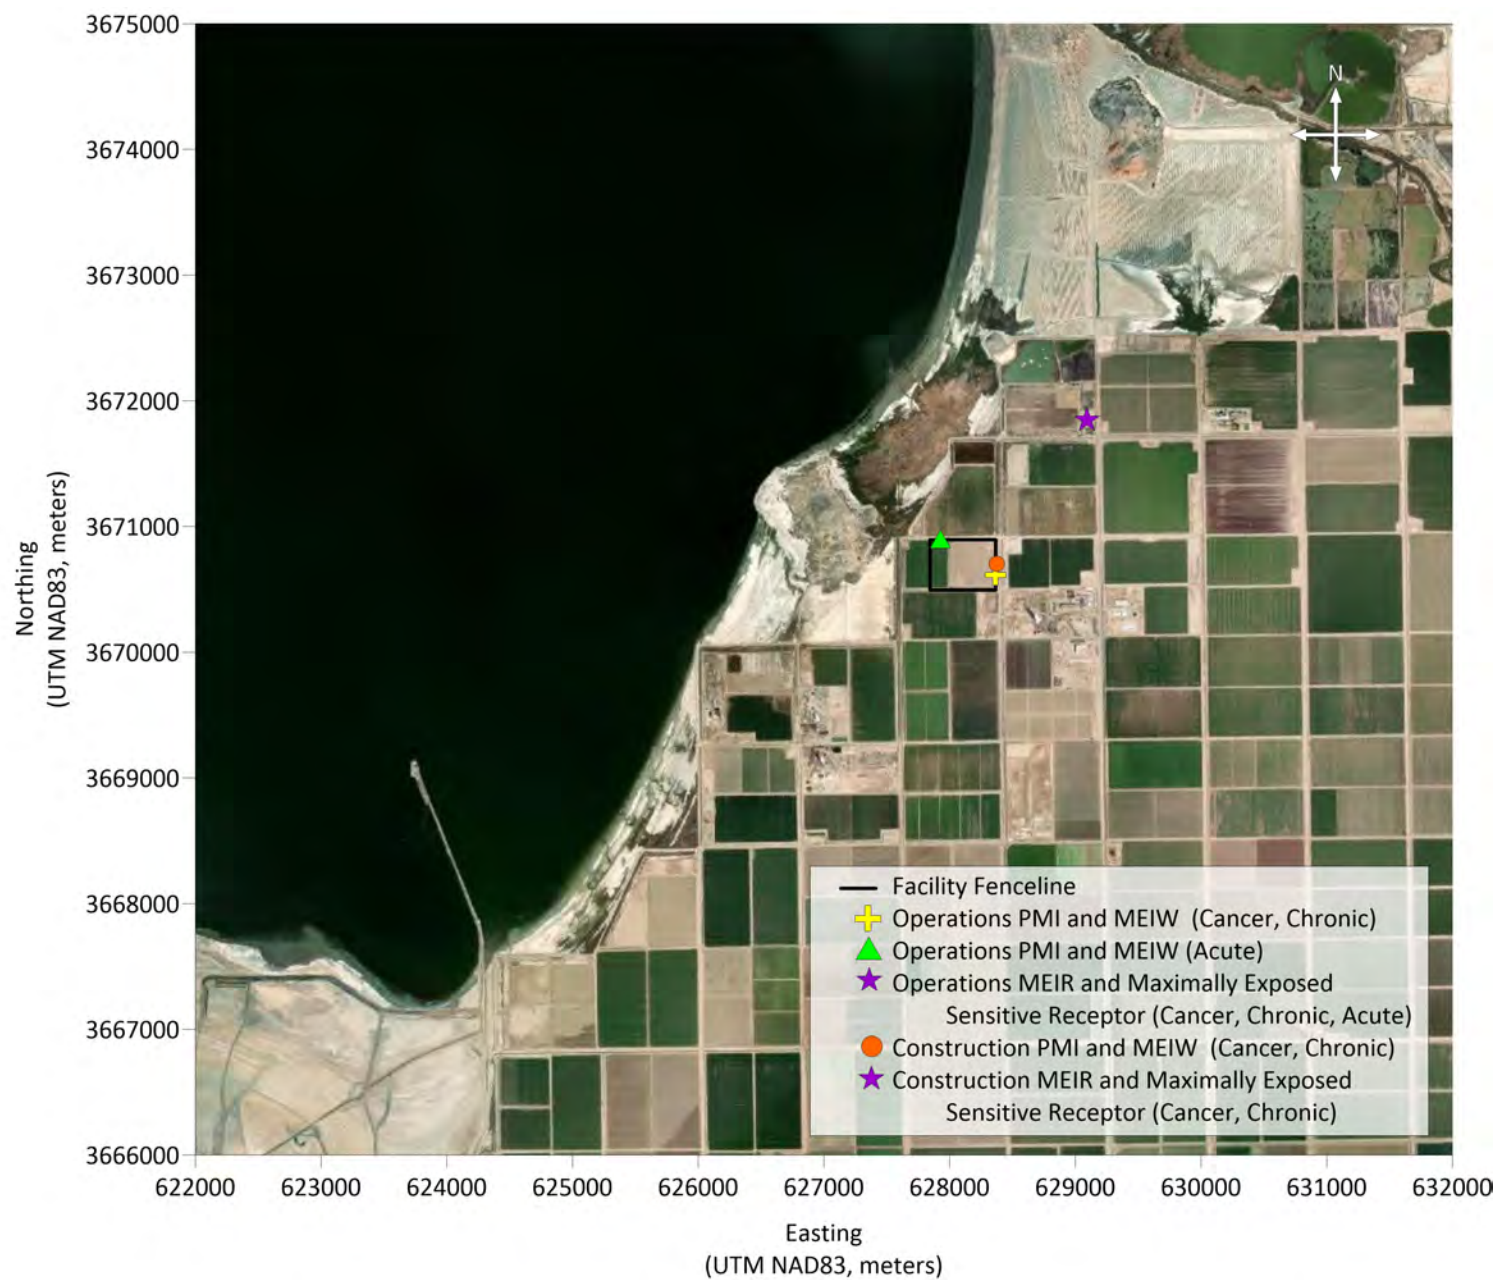 3675000
N
3674000
3673000
3672000
3671000
3670000
3669000
3668000
3667000
3666000
Northing
(UTM NAD83, meters)
Facility Fenceline
Operations PMI and MEIW (Cancer, Chronic)
Operations PMI and MEIW (Acute)
Operations MEIR and Maximally Exposed
Sensitive Receptor (Cancer, Chronic, Acute)
Construction PMI and MEIW (Cancer, Chronic)
Construction MEIR and Maximally Exposed
Sensitive Receptor (Cancer, Chronic)
622000 623000 624000 625000 626000 627000 628000 629000 630000 631000 632000
Easting
(UTM NAD83, meters)